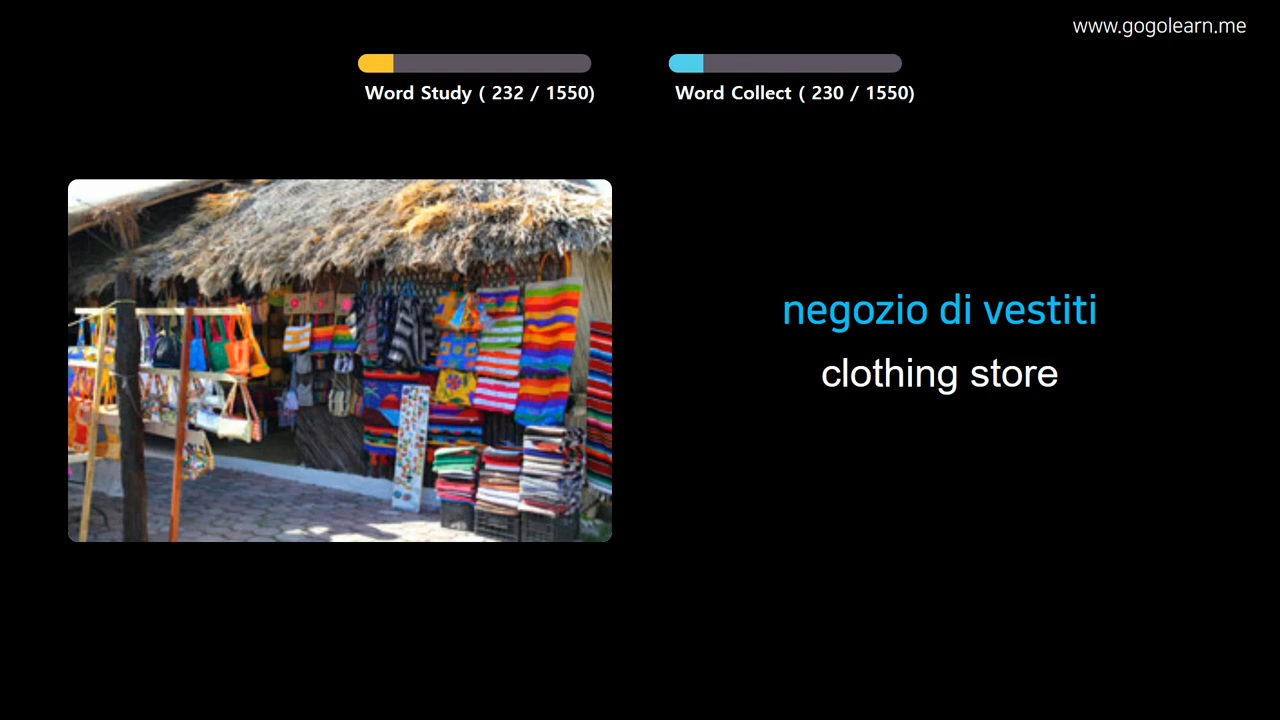 www.gogolearn.me
Word Study ( 232 / 1550)
Word Collect ( 230 / 1550)
negozio di vestiti
clothing store